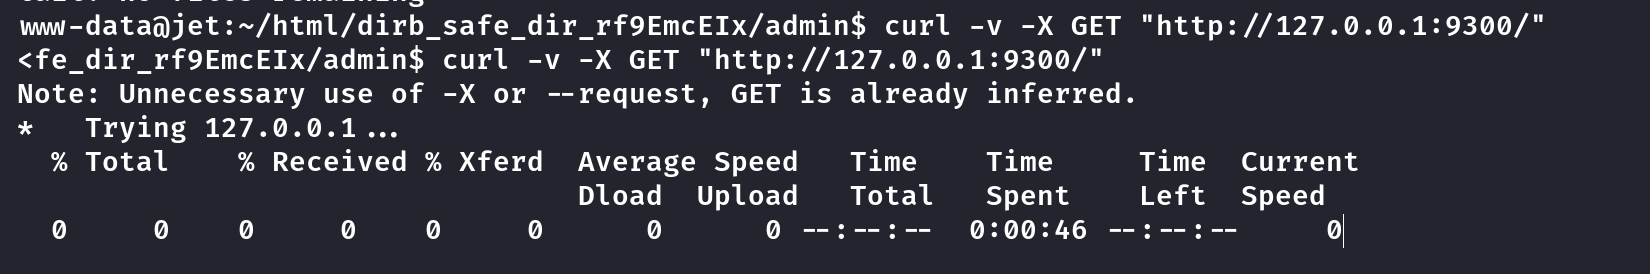 www-data@jet:~/html/dirb_safe_dir_rf9EmcEIx/admin$ curl -v -X GET "http://127.0.0.1:9300/"
<fe_dir_rf9EmcEIx/admin$ curl -v -X GET "http://127.0.0.1:9300/"
Note: Unnecessary use of -X or --request, GET is already inferred.
*   Trying 127.0.0.1...
  % Total    % Received % Xferd  Average Speed   Time    Time     Time  Current
                                 Dload  Upload   Total   Spent    Left  Speed
  0     0    0     0    0     0      0      0 --:--:--  0:00:46 --:--:--     0